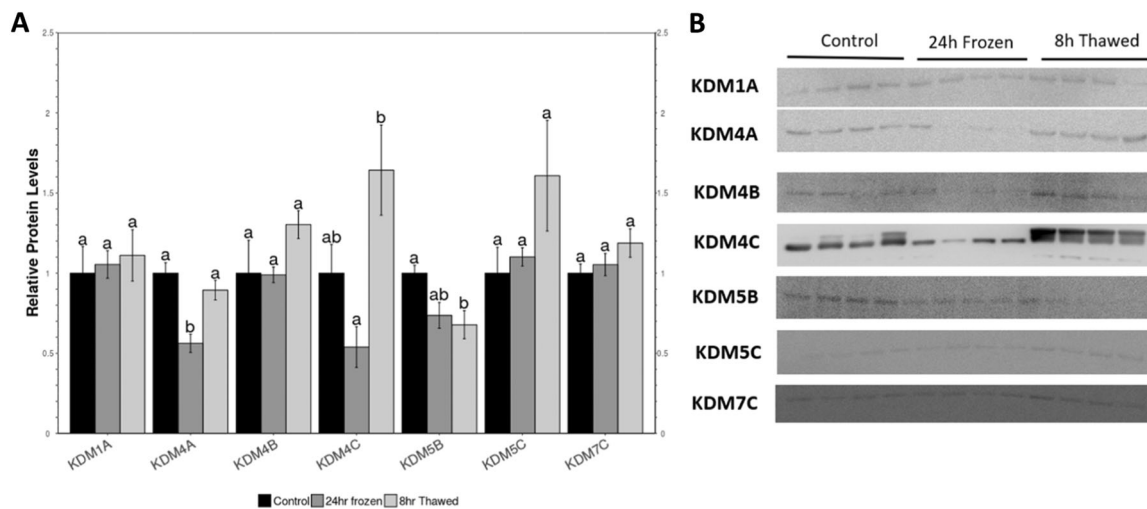 A
Relative Protein Levels
2.5
2
1.5
1
0.5
0
2.5
2
1.5
1
0.5
0
a a a
a b a
a a a
ab a b
a ab b
a a a
a a a
KDM1A KDM4A KDM4B KDM4C KDM5B KDM5C KDM7C
Control 24hr frozen 8hr Thawed
B
Control 24h Frozen 8h Thawed
KDM1A
KDM4A
KDM4B
KDM4C
KDM5B
KDM5C
KDM7C